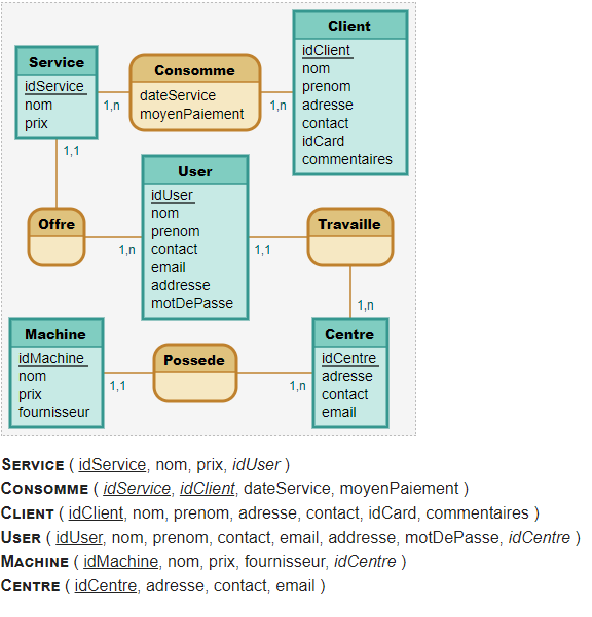 Client
idClient
nom
prenom
adresse
contact
idCard
commentaires
Service
idService
nom
prix
1,n
Consomme
dateService
moyenPaiement
1,n
1,1
User
idUser
nom
prenom
contact
email
addresse
motDePasse
Offre
1,n
1,1
Travaille
1,n
Machine
idMachine
nom
prix
fournisseur
1,1
Possede
1,n
Centre
idCentre
adresse
contact
email
SERVICE ( idService, nom, prix, idUser )
CONSOMME ( idService, idClient, dateService, moyenPaiement )
CLIENT ( idClient, nom, prenom, adresse, contact, idCard, commentaires )
USER ( idUser, nom, prenom, contact, email, addresse, motDePasse, idCentre )
MACHINE ( idMachine, nom, prix, fournisseur, idCentre )
CENTRE ( idCentre, adresse, contact, email )